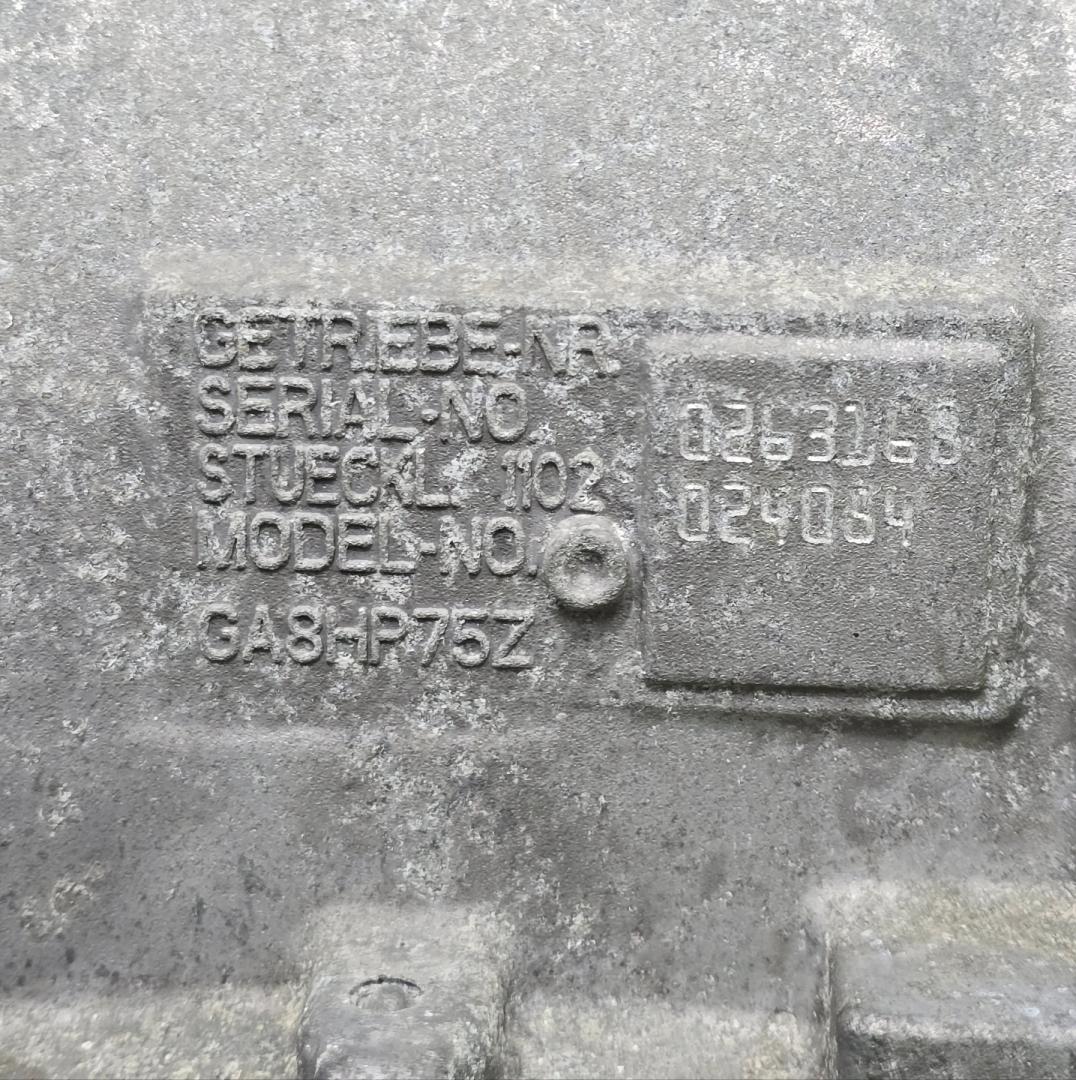 GETRIEBE-NR.
SERIAL-NO. 0263168
STUECKL. 1102 024084
MODEL-NO.
GA8HP75Z